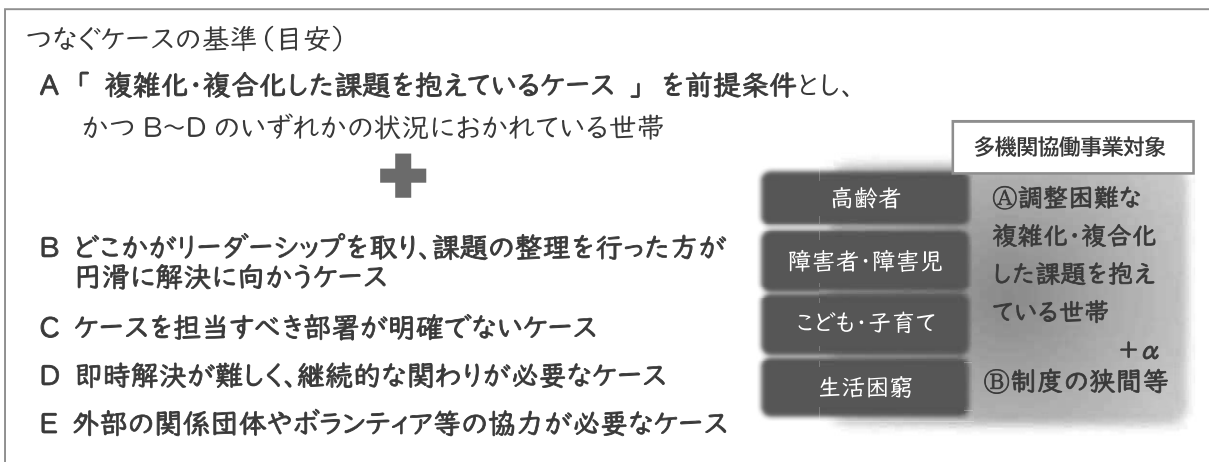 つなぐケースの基準（目安）
A 「 複雑化・複合化した課題を抱えているケース 」 を前提条件とし、
かつ B～D のいずれかの状況におかれている世帯
B どこかがリーダーシップを取り、課題の整理を行った方が
円滑に解決に向かうケース
C ケースを担当すべき部署が明確でないケース
D 即時解決が難しく、継続的な関わりが必要なケース
E 外部の関係団体やボランティア等の協力が必要なケース
多機関協働事業対象
高齢者
障害者・障害児
こども・子育て
生活困窮
Ⓐ調整困難な
複雑化・複合化
した課題を抱え
ている世帯
＋α
Ⓑ制度の狭間等